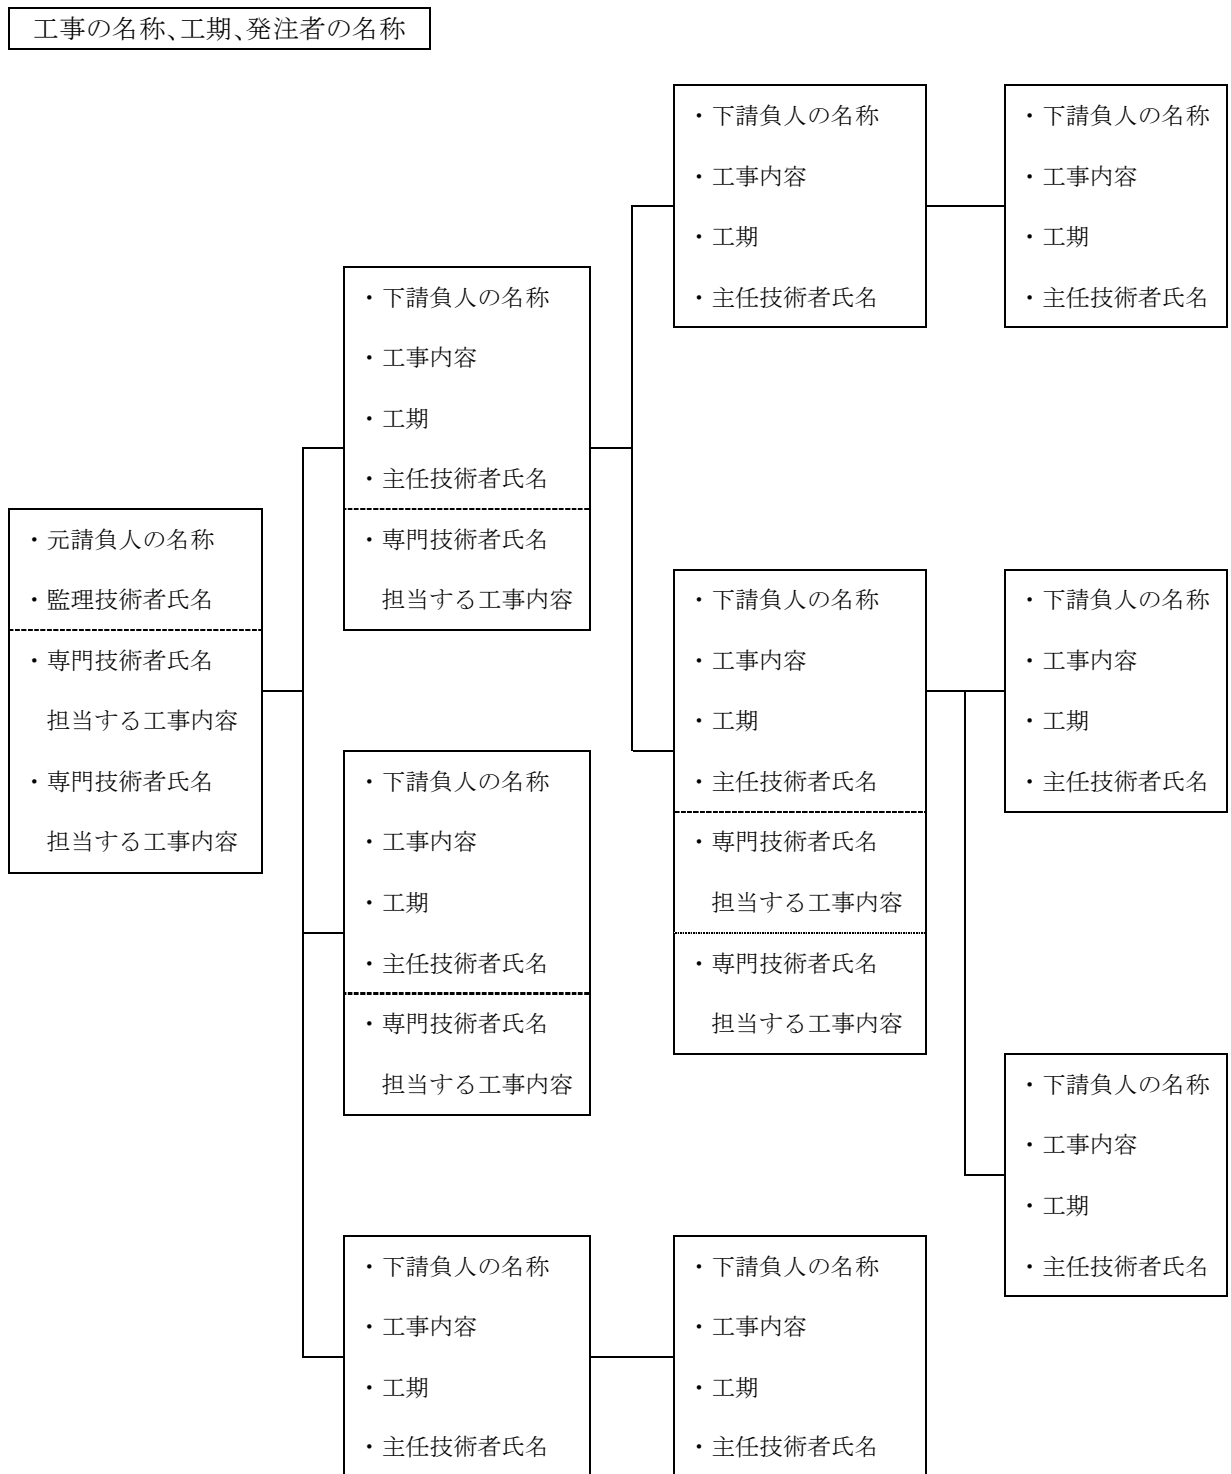 工事の名称、工期、発注者の名称
・元請負人の名称
・監理技術者氏名
・専門技術者氏名
担当する工事内容
・専門技術者氏名
担当する工事内容
・下請負人の名称
・工事内容
・工期
・主任技術者氏名
・専門技術者氏名
担当する工事内容
・下請負人の名称
・工事内容
・工期
・主任技術者氏名
・専門技術者氏名
担当する工事内容
・下請負人の名称
・工事内容
・工期
・主任技術者氏名
・下請負人の名称
・工事内容
・工期
・主任技術者氏名
・下請負人の名称
・工事内容
・工期
・主任技術者氏名
・専門技術者氏名
担当する工事内容
・専門技術者氏名
担当する工事内容
・下請負人の名称
・工事内容
・工期
・主任技術者氏名
・下請負人の名称
・工事内容
・工期
・主任技術者氏名
・下請負人の名称
・工事内容
・工期
・主任技術者氏名
・下請負人の名称
・工事内容
・工期
・主任技術者氏名